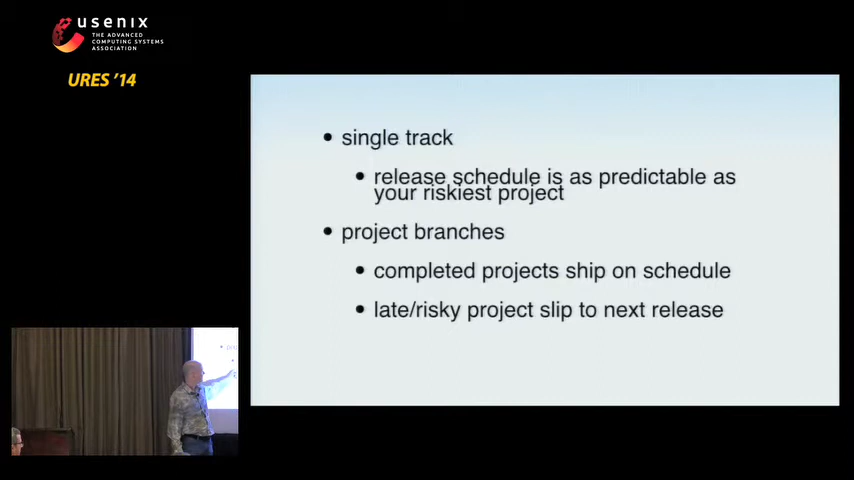 usenix
THE ADVANCED
COMPUTING SYSTEMS
ASSOCIATION
URES '14
• single track
• release schedule is as predictable as
your riskiest project
• project branches
• completed projects ship on schedule
• late/risky project slip to next release